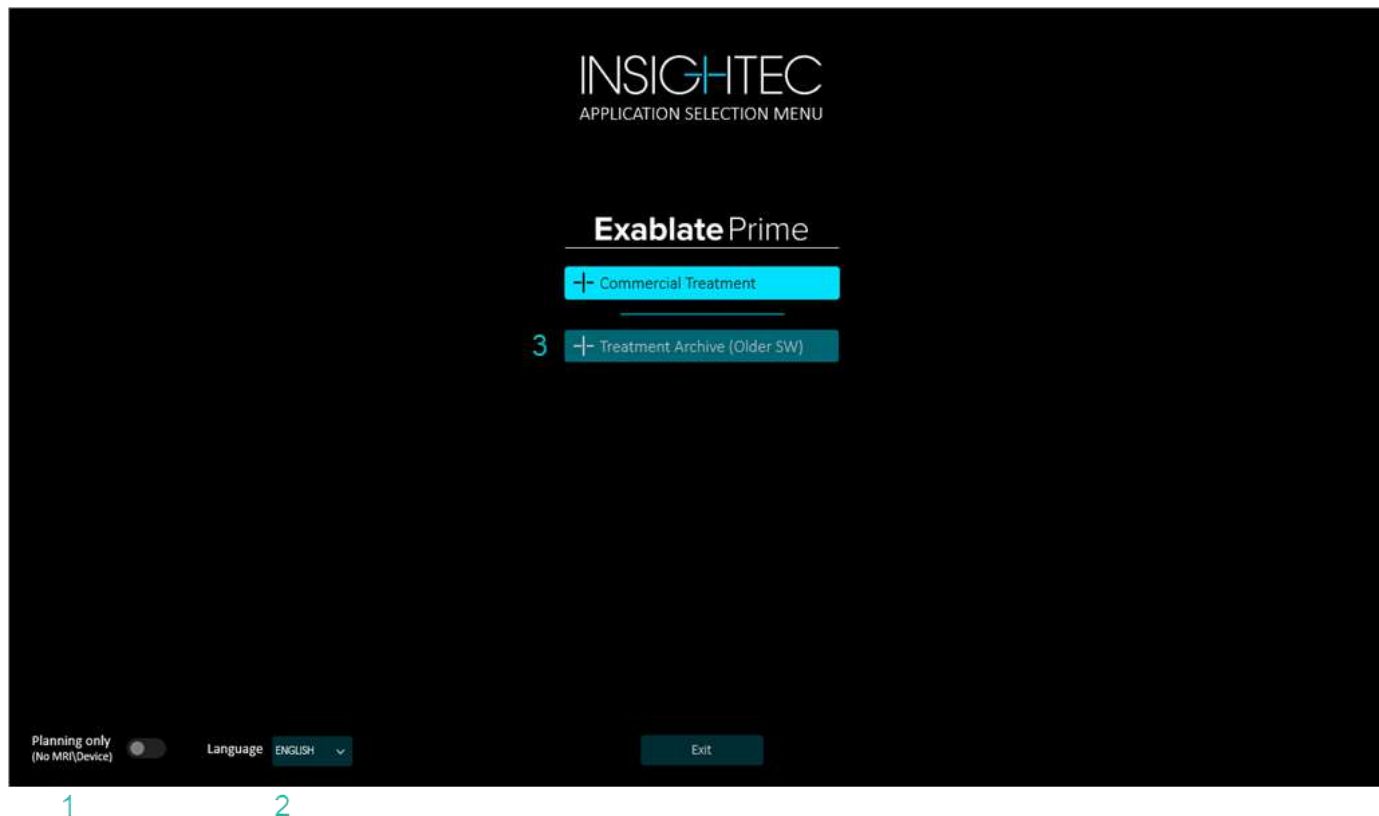 INSIGHTEC
APPLICATION SELECTION MENU
Exablate Prime
Commercial Treatment
3 Treatment Archive (Older SW)
Planning only
(No MRI\Device)
Language ENGLISH
Exit
1 2